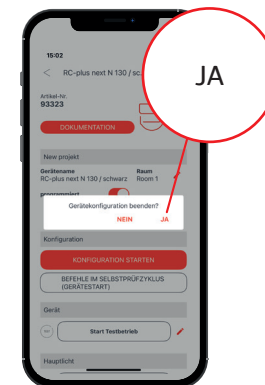 15:02
RC-plus next N 130 / sc
JA
Artikel-Nr.
93323
DOKUMENTATION
New projekt
Gerätename
RC-plus next N 130 / schwarz
Raum
Room 1
programmiert
Gerätekonfiguration beenden?
NEIN
JA
Konfiguration
KONFIGURATION STARTEN
BEFEHLE IM SELBSTPRÜFZYKLUS
(GERÄTESTART)
Gerät
Start Testbetrieb
Hauptlicht